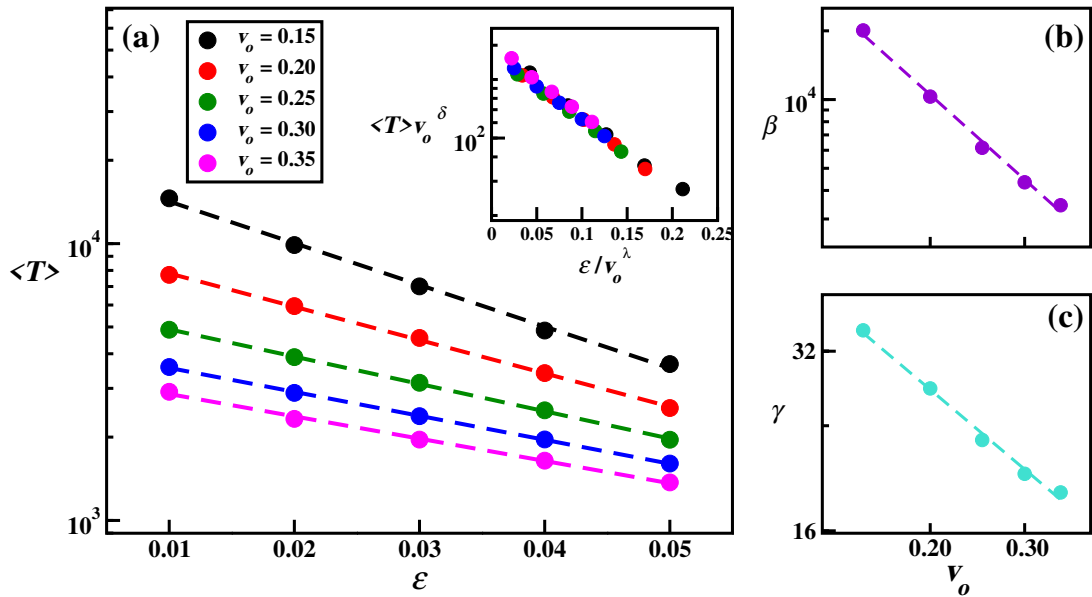 (a)
v_o = 0.15
v_o = 0.20
v_o = 0.25
v_o = 0.30
v_o = 0.35
<T>
10^4
10^3
0.01 0.02 0.03 0.04 0.05
ε
<T>v_o^δ
10^2
0 0.05 0.1 0.15 0.2 0.25
ε/v_o^λ
(b)
β
10^4
(c)
γ
32
16
0.20 0.30
v_o